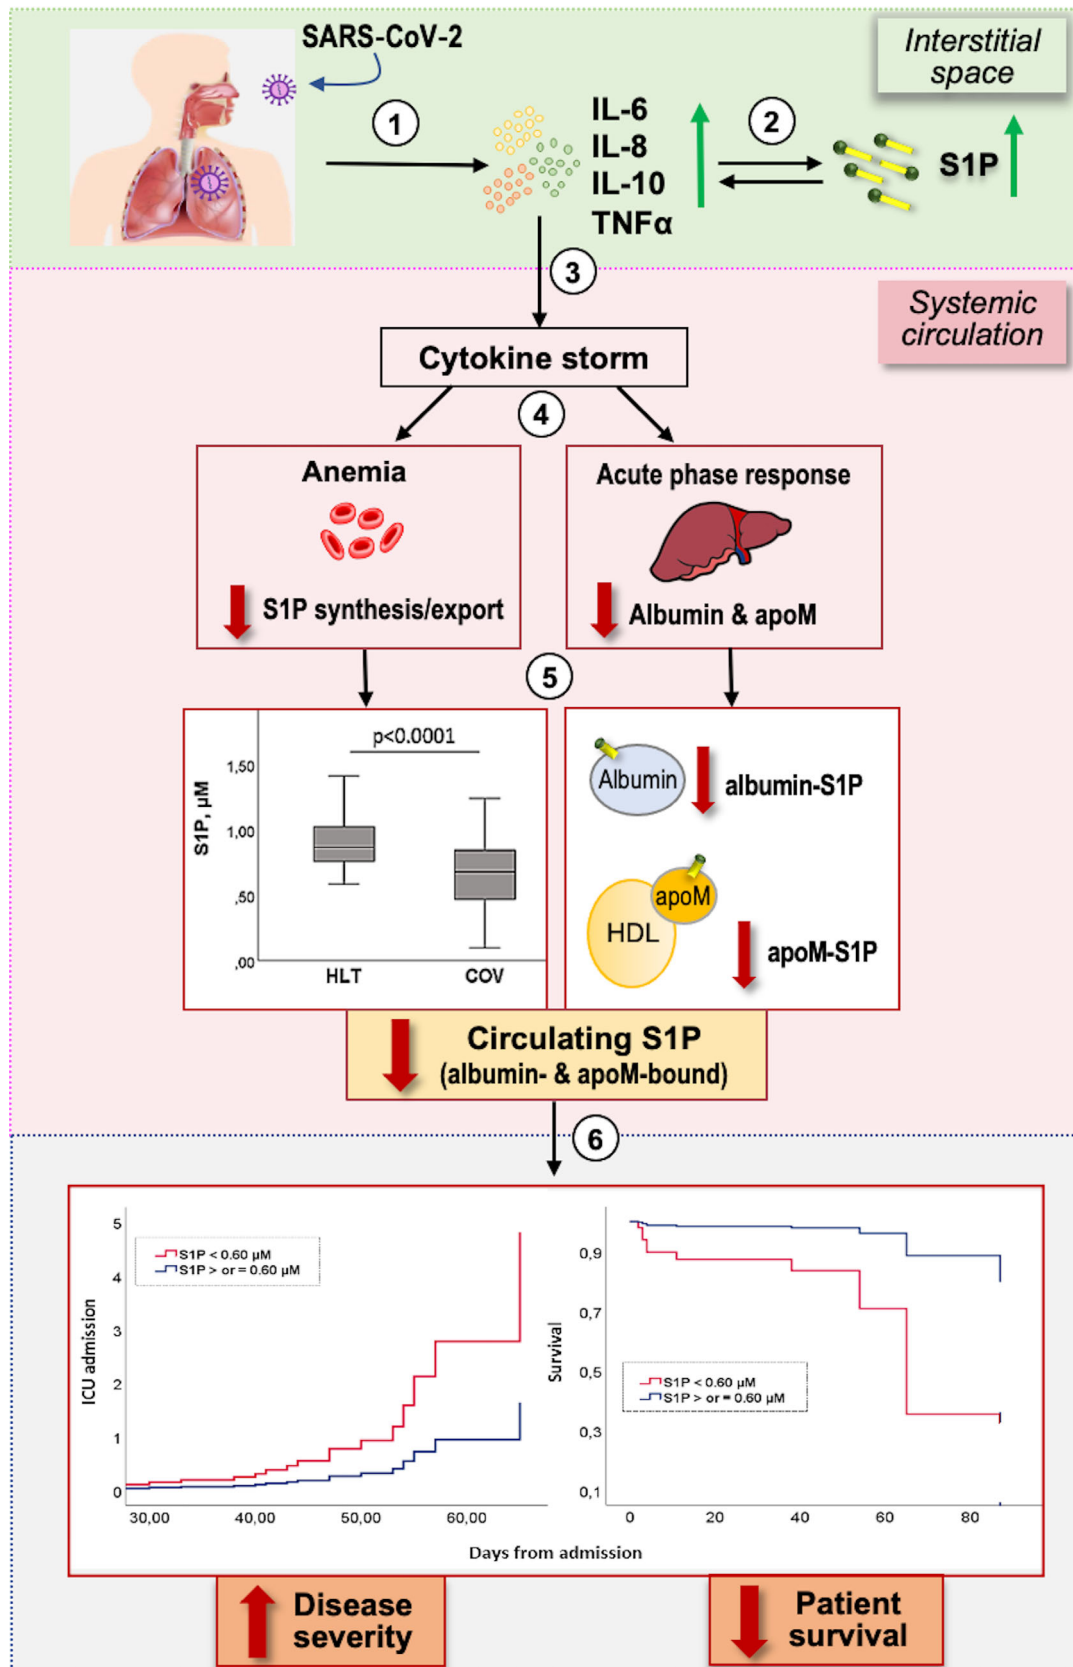 SARS-CoV-2
Interstitial
space
1
IL-6
IL-8
IL-10
TNFα
2
S1P
3
Systemic
circulation
Cytokine storm
4
Anemia
S1P synthesis/export
Acute phase response
Albumin & apoM
5
p<0.0001
S1P, µM
1,50
1,00
,50
,00
HLT
COV
Albumin
albumin-S1P
apoM
HDL
apoM-S1P
Circulating S1P
(albumin- & apoM-bound)
6
ICU admission
5
4
3
2
1
0
S1P < 0.60 µM
S1P > or = 0.60 µM
30,00
40,00
50,00
60,00
Survival
0,9
0,7
0,5
0,3
0,1
S1P < 0.60 µM
S1P > or = 0.60 µM
0
20
40
60
80
Days from admission
Disease
severity
Patient
survival